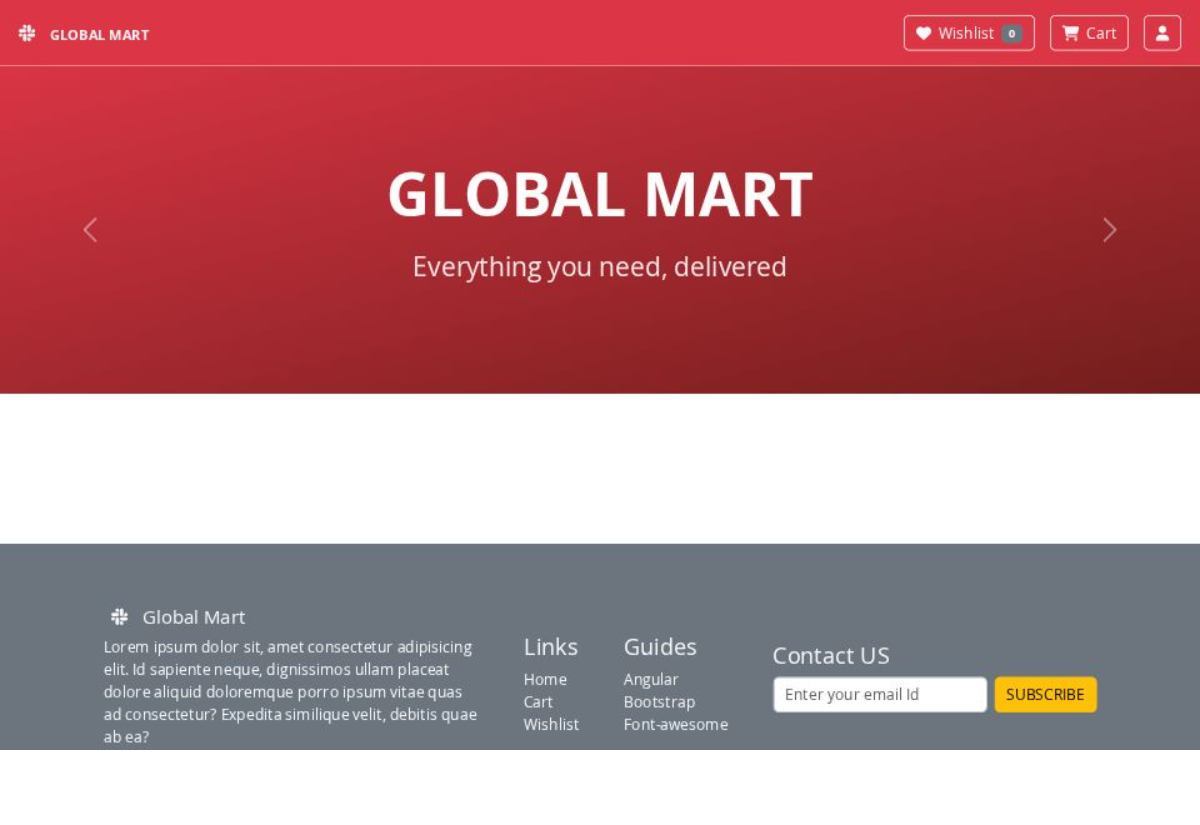 GLOBAL MART
Wishlist 0
Cart
GLOBAL MART
Everything you need, delivered
Global Mart
Lorem ipsum dolor sit, amet consectetur adipisicing
elit. Id sapiente neque, dignissimos ullam placeat
dolore aliquid doloremque porro ipsum vitae quas
ad consectetur? Expedita similique velit, debitis quae
ab ea?
Links
Home
Cart
Wishlist
Guides
Angular
Bootstrap
Font-awesome
Contact US
Enter your email Id
SUBSCRIBE